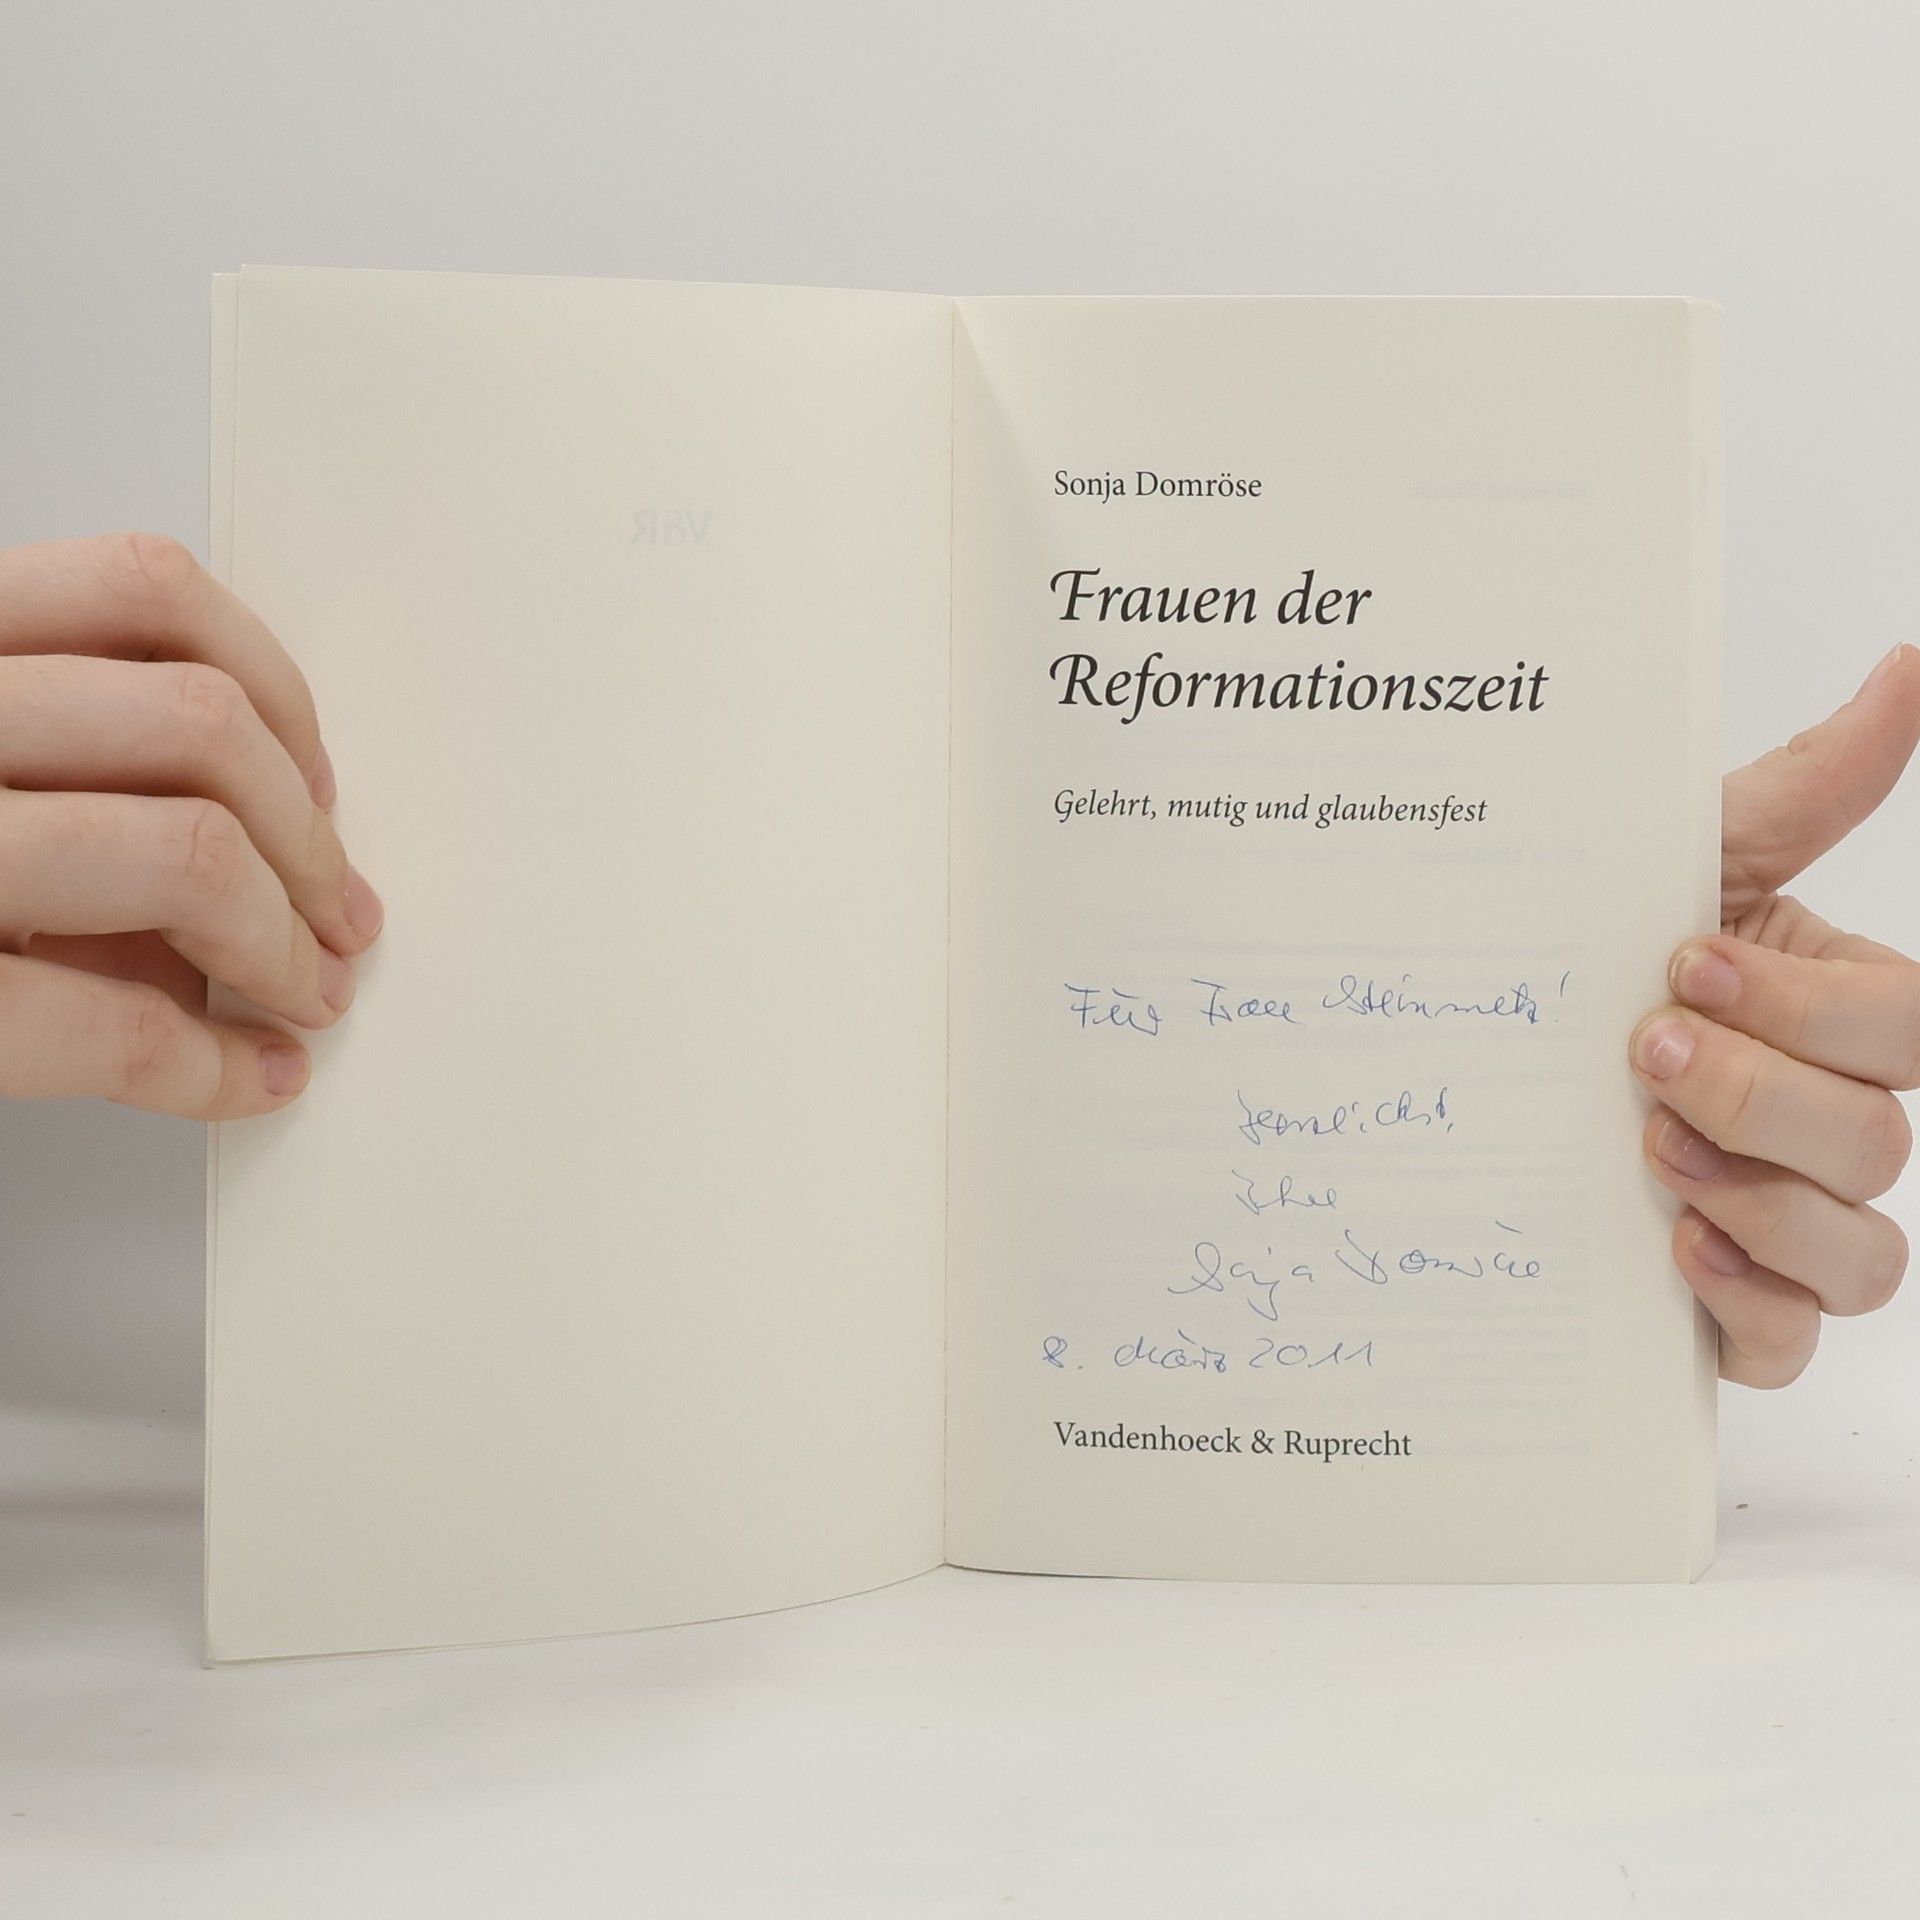 V&R
Sonja Domröse
Frauen der
Reformationszeit
Gelehrt, mutig und glaubensfest
Für Frau Steinmetz!
Herzlichst,
Ihre
Sonja Domröse
8. März 2011
Vandenhoeck & Ruprecht